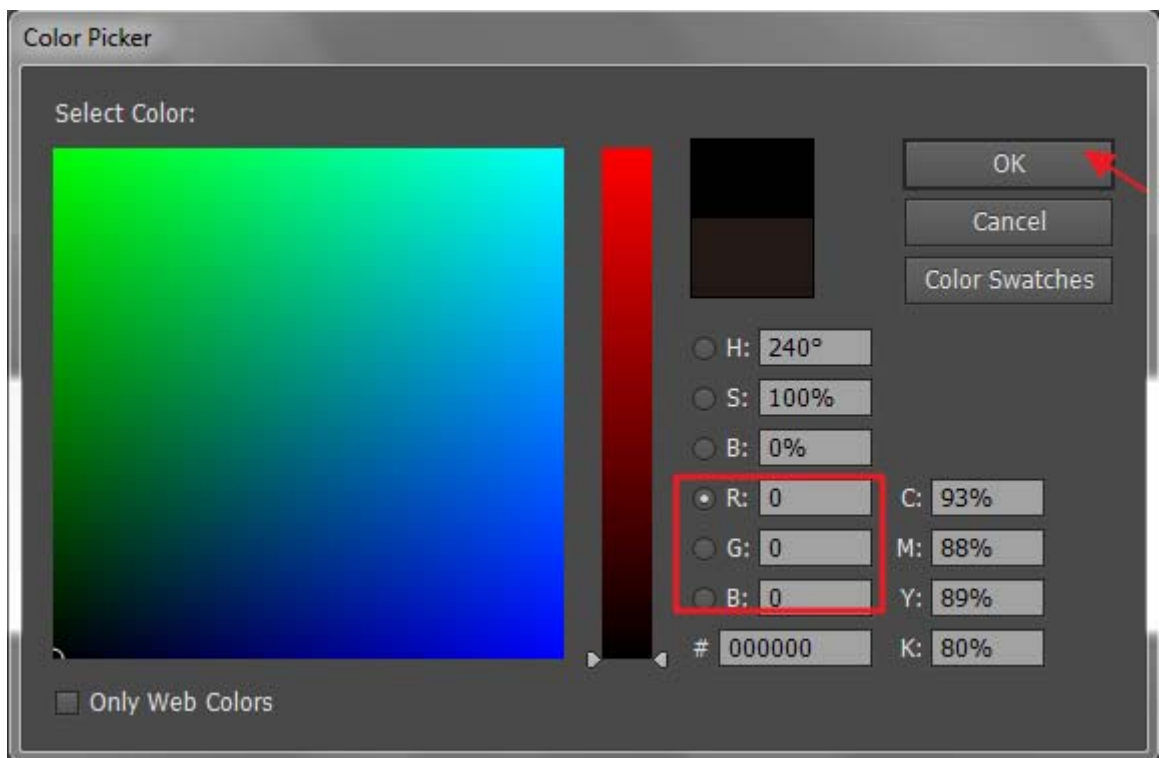 Color Picker
Select Color:
OK
Cancel
Color Swatches
H: 240°
S: 100%
B: 0%
R: 0 C: 93%
G: 0 M: 88%
B: 0 Y: 89%
# 000000 K: 80%
Only Web Colors